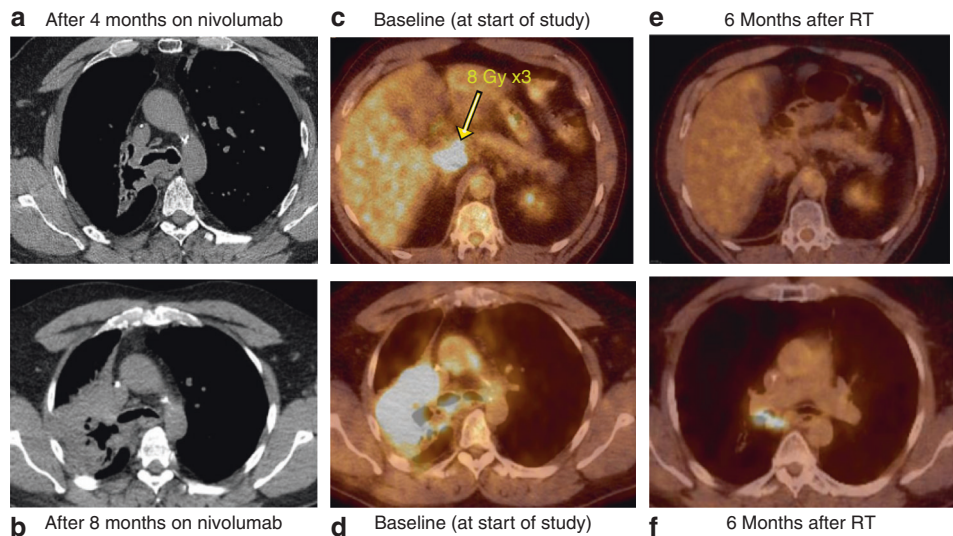 a After 4 months on nivolumab
c Baseline (at start of study)
e 6 Months after RT
8 Gy x3
b After 8 months on nivolumab
d Baseline (at start of study)
f 6 Months after RT